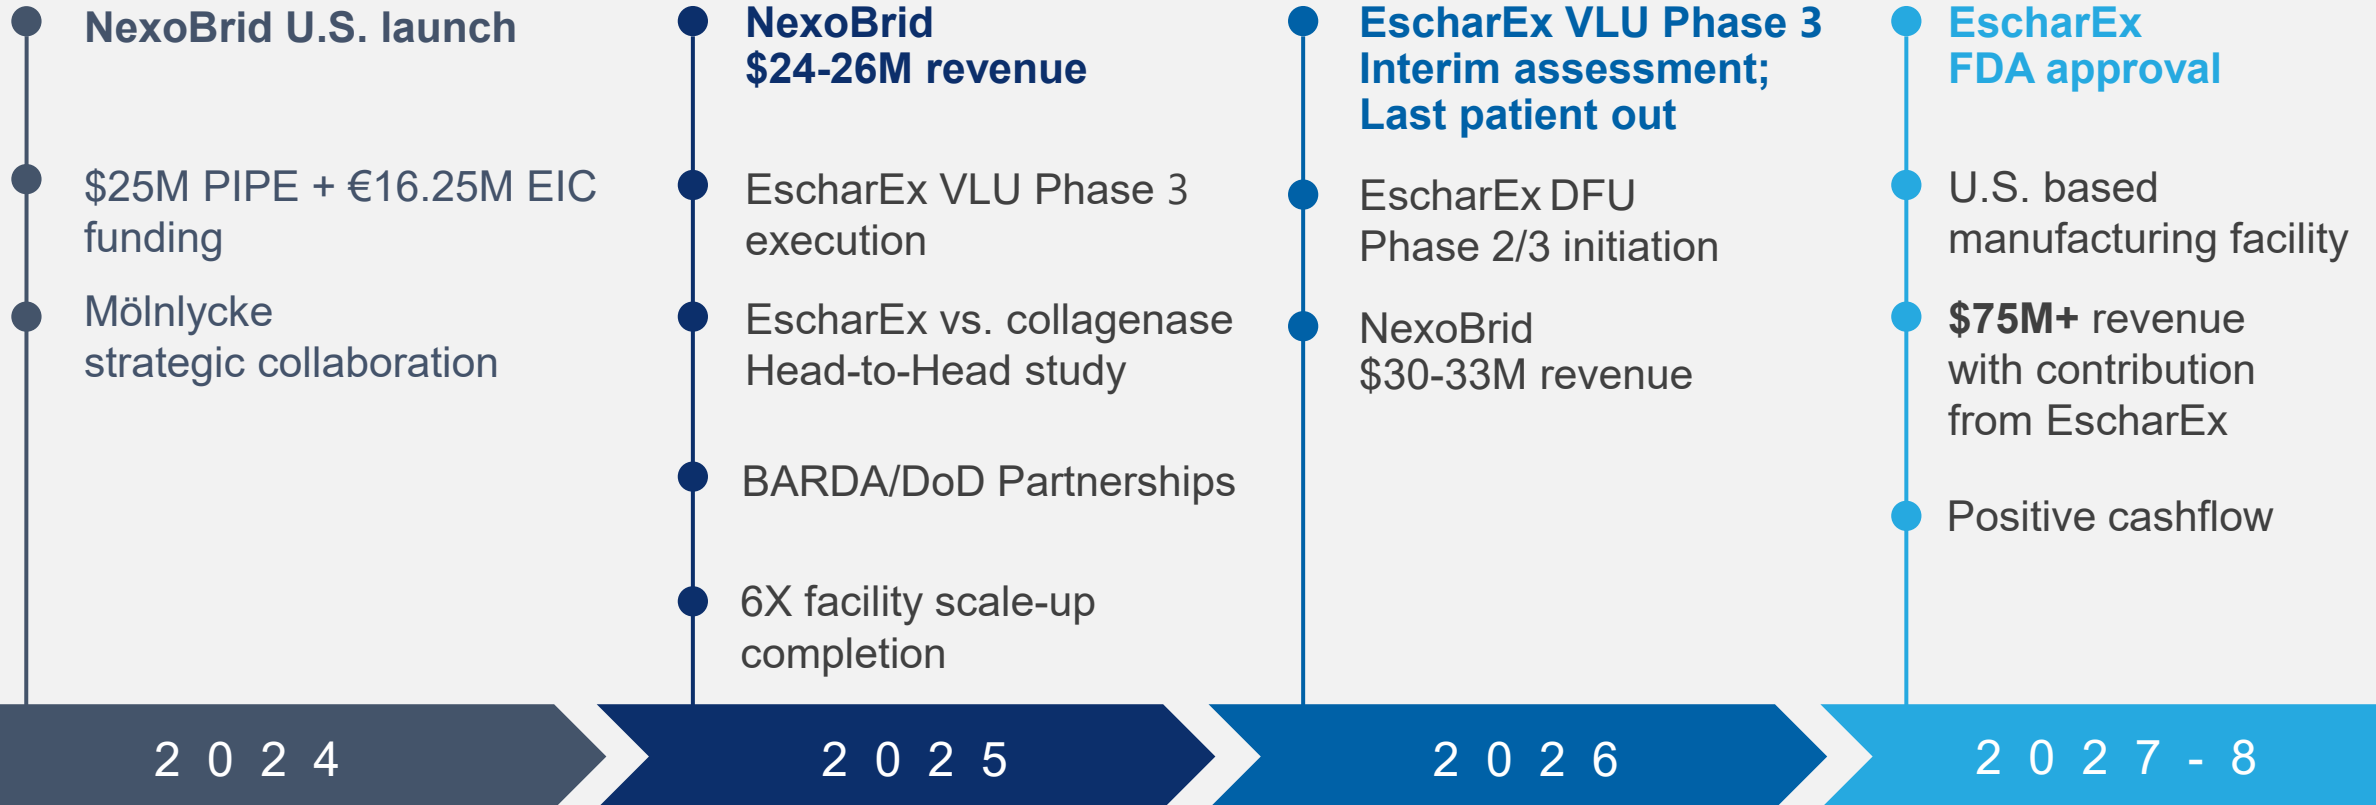 NexoBrid U.S. launch
$25M PIPE + €16.25M EIC
funding
Mölnlycke
strategic collaboration
2024
NexoBrid
$24-26M revenue
EscharEx VLU Phase 3
execution
EscharEx vs. collagenase
Head-to-Head study
BARDA/DoD Partnerships
6X facility scale-up
completion
2025
EscharEx VLU Phase 3
Interim assessment;
Last patient out
EscharEx DFU
Phase 2/3 initiation
NexoBrid
$30-33M revenue
2026
EscharEx
FDA approval
U.S. based
manufacturing facility
$75M+ revenue
with contribution
from EscharEx
Positive cashflow
2027-8